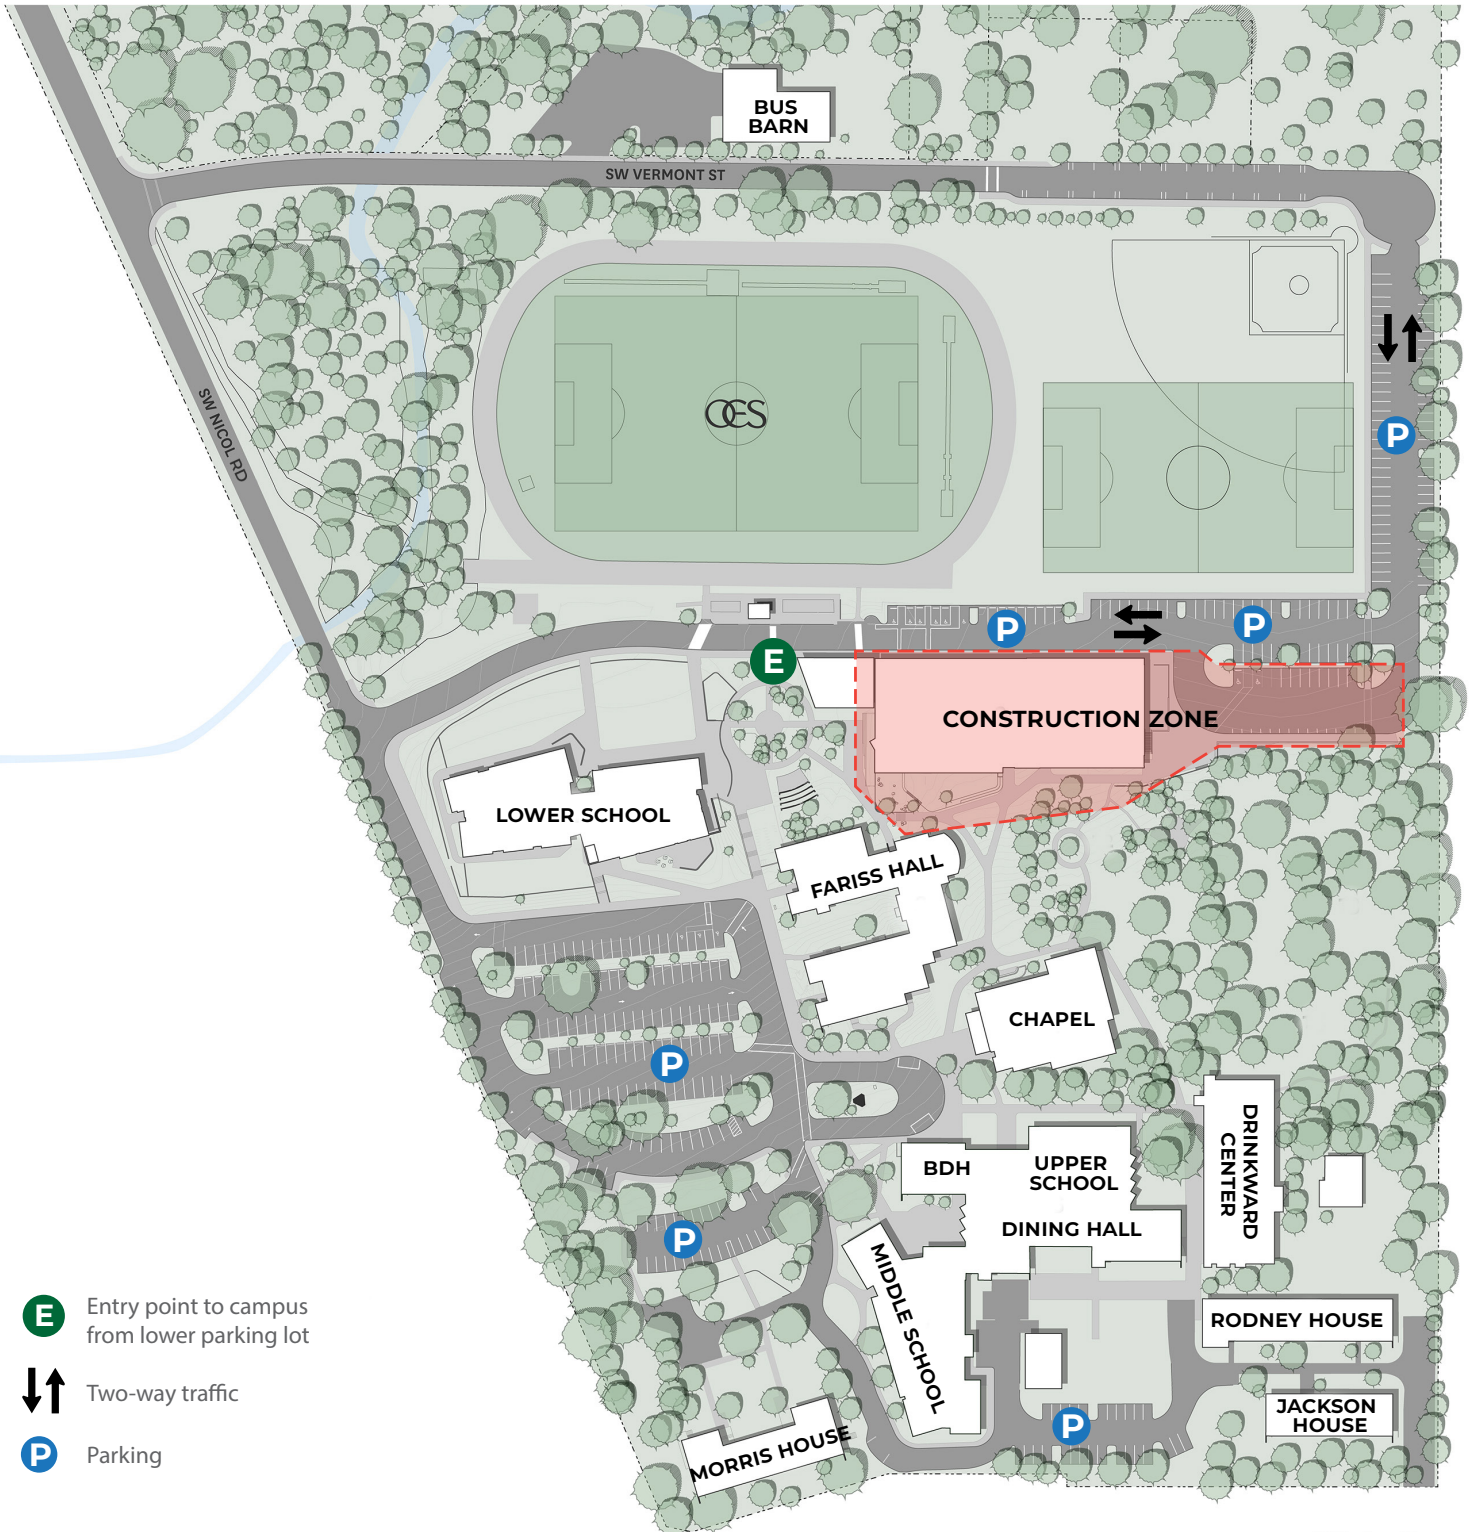 BUS
BARN
SW VERMONT ST
SW NICOL RD
OES
P
P
P
E
CONSTRUCTION ZONE
LOWER SCHOOL
FARISS HALL
CHAPEL
P
DRINKWARD
CENTER
BDH
UPPER
SCHOOL
DINING HALL
P
MIDDLE SCHOOL
RODNEY HOUSE
JACKSON
HOUSE
P
MORRIS HOUSE
E
Entry point to campus
from lower parking lot
Two-way traffic
P
Parking